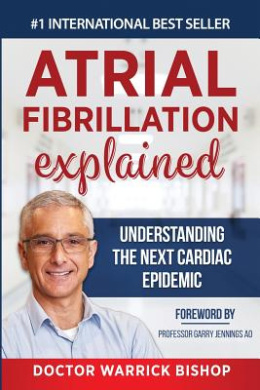 #1 INTERNATIONAL BEST SELLER
ATRIAL
FIBRILLATION
explained
UNDERSTANDING
THE NEXT CARDIAC
EPIDEMIC
FOREWORD BY
PROFESSOR GARRY JENNINGS AO
DOCTOR WARRICK BISHOP